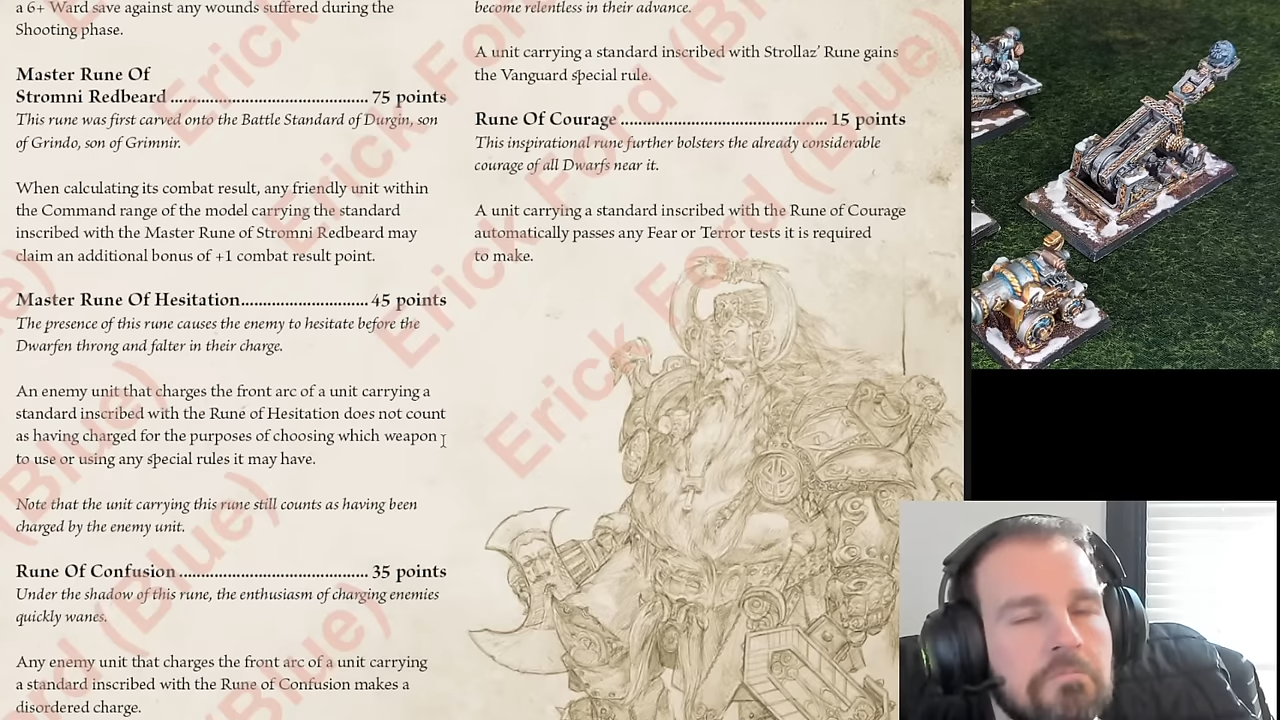 a 6+ Ward save against any wounds suffered during the
Shooting phase.
Master Rune Of
Stromni Redbeard ........................................................ 75 points
This rune was first carved onto the Battle Standard of Durgin, son
of Grindo, son of Grimnir.
When calculating its combat result, any friendly unit within
the Command range of the model carrying the standard
inscribed with the Master Rune of Stromni Redbeard may
claim an additional bonus of +1 combat result point.
Master Rune Of Hesitation................................... 45 points
The presence of this rune causes the enemy to hesitate before the
Dwarfen throng and falter in their charge.
An enemy unit that charges the front arc of a unit carrying a
standard inscribed with the Rune of Hesitation does not count
as having charged for the purposes of choosing which weapon
to use or using any special rules it may have.
Note that the unit carrying this rune still counts as having been
charged by the enemy unit.
Rune Of Confusion ..................................................... 35 points
Under the shadow of this rune, the enthusiasm of charging enemies
quickly wanes.
Any enemy unit that charges the front arc of a unit carrying
a standard inscribed with the Rune of Confusion makes a
disordered charge.
become relentless in their advance.
A unit carrying a standard inscribed with Strollaz' Rune gains
the Vanguard special rule.
Rune Of Courage ........................................................... 15 points
This inspirational rune further bolsters the already considerable
courage of all Dwarfs near it.
A unit carrying a standard inscribed with the Rune of Courage
automatically passes any Fear or Terror tests it is required
to make.
Erick
Erick Ford (B
Erick Ford (Blue)
Erick Ford (Blue)
(Blue)
yd (Blue)
(Blue)